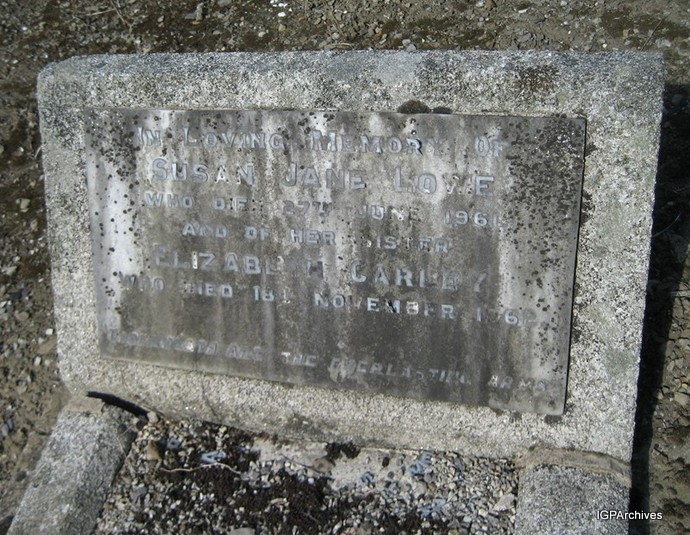 IN LOVING MEMORY OF
SUSAN JANE LOWE
WHO DIED 27TH JUNE 1961
AND OF HER SISTER
ELIZABETH CARLEY
WHO DIED 18TH NOVEMBER
THE EVERLASTING ARMS
IGPArchives